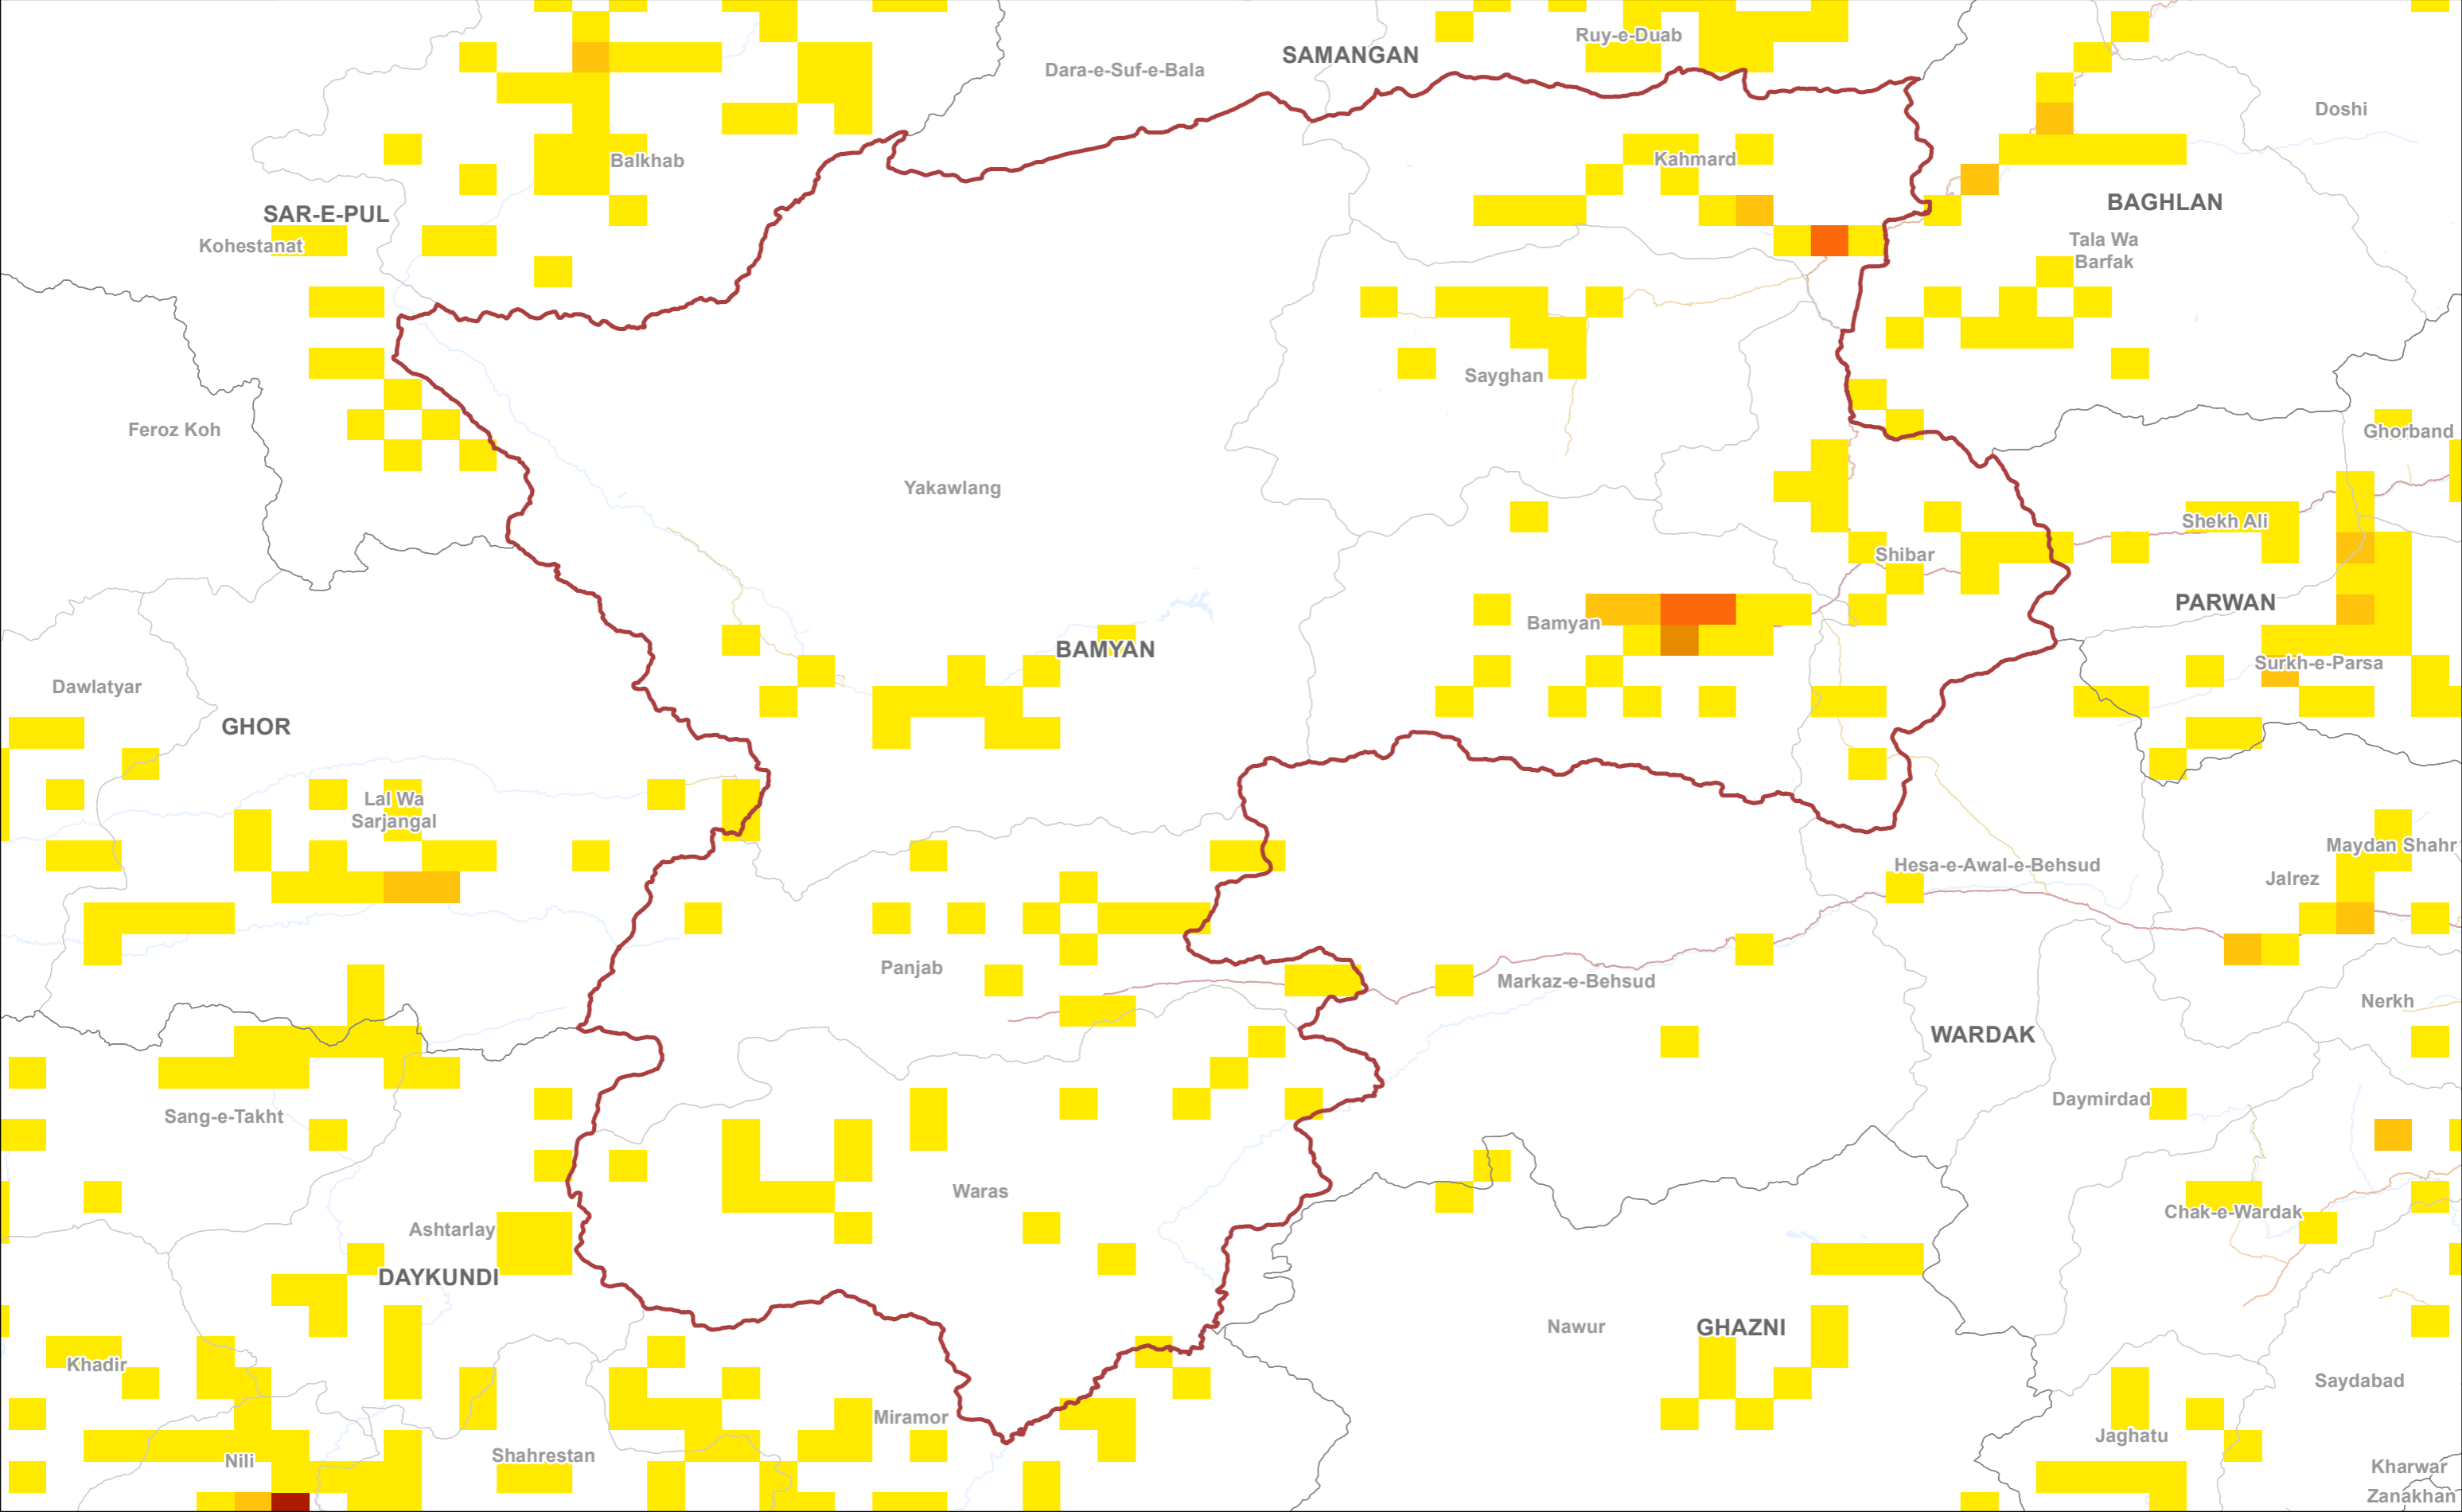 Ruy-e-Duab
SAMANGAN
Dara-e-Suf-e-Bala
Doshi
Kahmard
Balkhab
BAGHLAN
SAR-E-PUL
Kohestanat
Tala Wa
Barfak
Sayghan
Feroz Koh
Ghorband
Yakawlang
Shekh Ali
Shibar
PARWAN
Bamyan
BAMYAN
Surkh-e-Parsa
Dawlatyar
GHOR
Lal Wa
Sarjangal
Maydan Shahr
Hesa-e-Awal-e-Behsud
Jalrez
Panjab
Markaz-e-Behsud
Nerkh
WARDAK
Daymirdad
Sang-e-Takht
Waras
Chak-e-Wardak
Ashtarlay
DAYKUNDI
Nawur
GHAZNI
Khadir
Saydabad
Miramor
Jaghatu
Shahrestan
Nili
Kharwar
Zanakhan